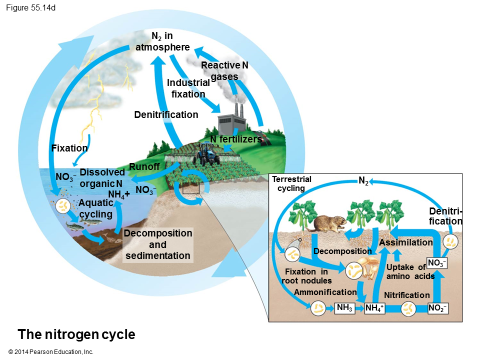 Figure 55.14d
N2 in
atmosphere
Reactive N
gases
Industrial
fixation
Denitrification
N fertilizers
Fixation
Runoff
NO3-
Dissolved
organic N
NH4+
NO3-
Aquatic
cycling
Decomposition
and
sedimentation
Terrestrial
cycling
N2
Denitri-
fication
Decomposition
Assimilation
Fixation in
root nodules
Uptake of
amino acids
NO3-
Ammonification
Nitrification
NH3
NH4+
NO2-
The nitrogen cycle
© 2014 Pearson Education, Inc.